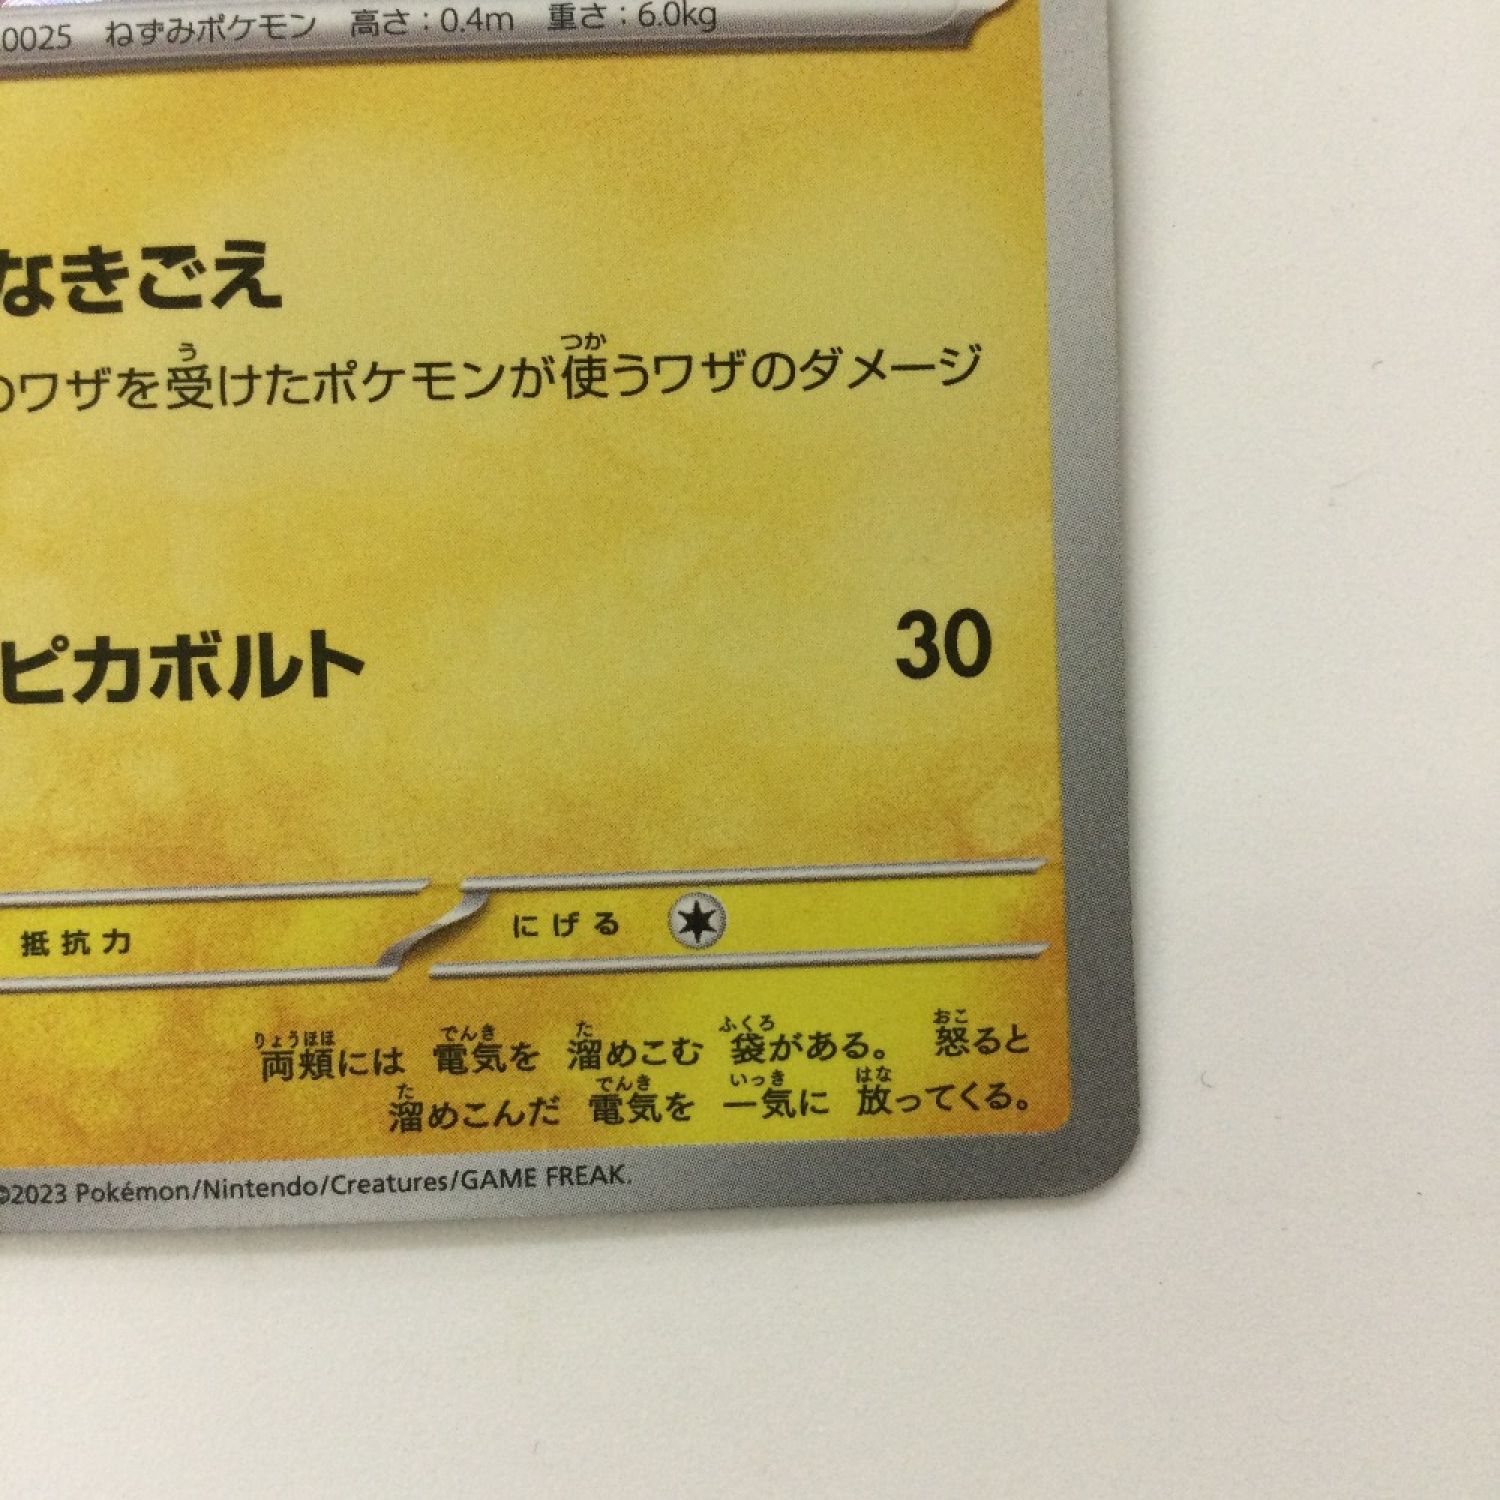 0025 ねずみポケモン 高さ：0.4m 重さ：6.0kg
なきごえ
のワザを受けたポケモンが使うワザのダメージ
ピカボルト 30
抵抗力 にげる
両頬には 電気を 溜めこむ 袋がある。 怒ると
溜めこんだ 電気を 一気に 放ってくる。
©2023 Pokémon/Nintendo/Creatures/GAME FREAK.